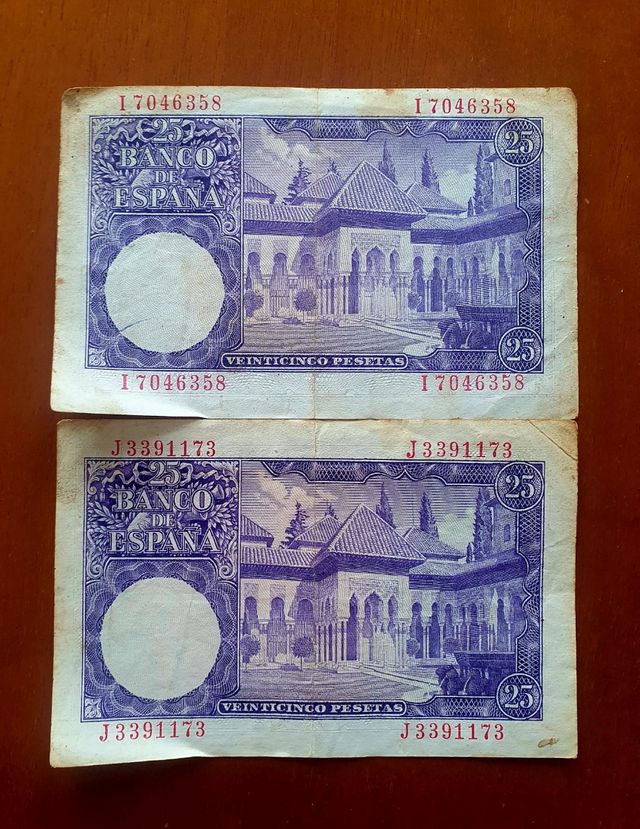 I7046358 I7046358
25 25
BANCO
DE
ESPAÑA
25
VEINTICINCO PESETAS
I7046358 I7046358
J3391173 J3391173
25 25
BANCO
DE
ESPAÑA
25
VEINTICINCO PESETAS
J3391173 J3391173